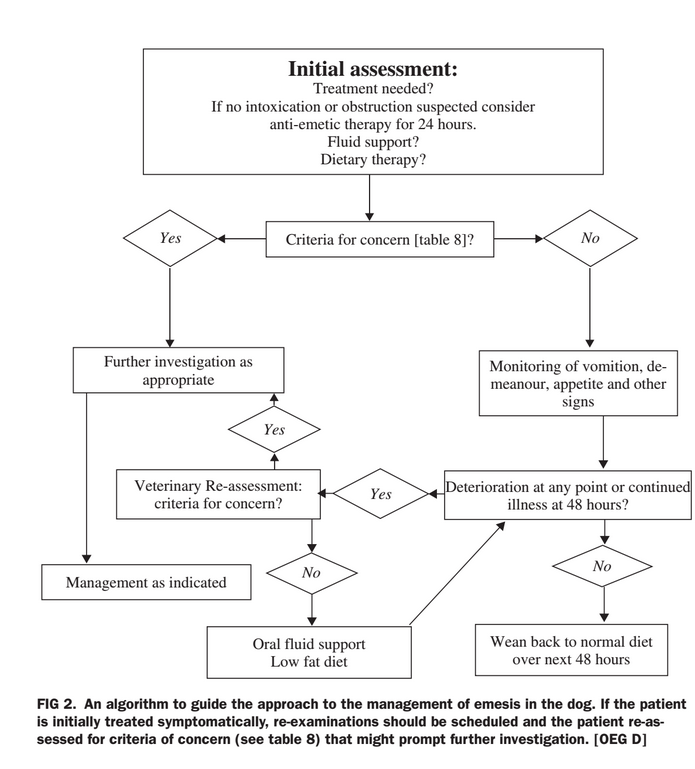 Initial assessment:
Treatment needed?
If no intoxication or obstruction suspected consider
anti-emetic therapy for 24 hours.
Fluid support?
Dietary therapy?
Yes
Criteria for concern [table 8]?
No
Further investigation as
appropriate
Monitoring of vomition, de-
meanour, appetite and other
signs
Yes
Veterinary Re-assessment:
criteria for concern?
Yes
Deterioration at any point or continued
illness at 48 hours?
No
No
Management as indicated
Oral fluid support
Low fat diet
Wean back to normal diet
over next 48 hours
FIG 2. An algorithm to guide the approach to the management of emesis in the dog. If the patient
is initially treated symptomatically, re-examinations should be scheduled and the patient re-as-
sessed for criteria of concern (see table 8) that might prompt further investigation. [OEG D]